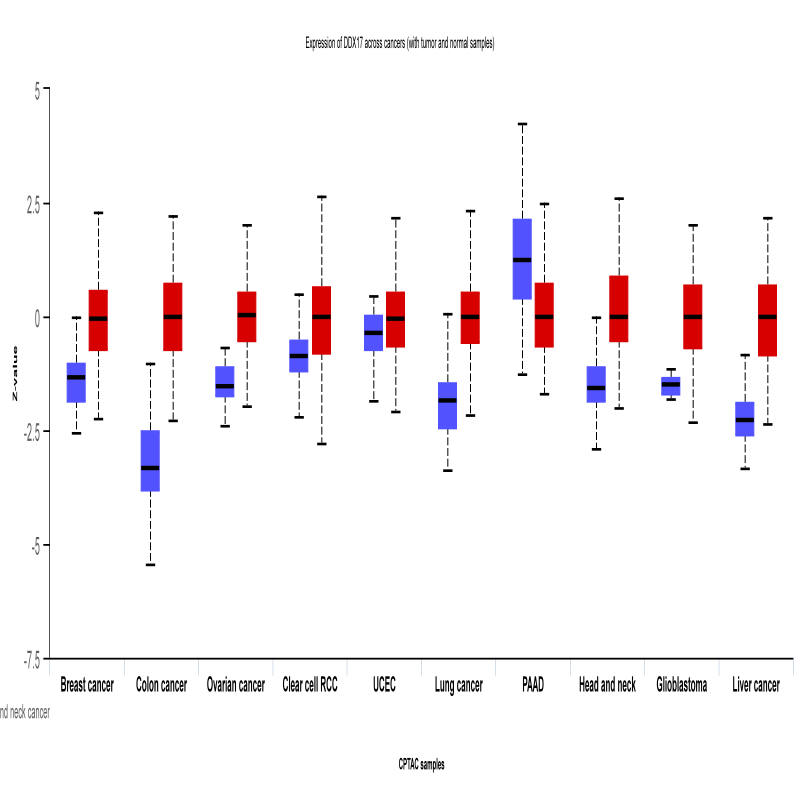 Expression of DDX17 across cancers (with tumor and normal samples)
5
2.5
0
-2.5
-5
-7.5
Z-value
Breast cancer Colon cancer Ovarian cancer Clear cell RCC UCEC Lung cancer PAAD Head and neck Glioblastoma Liver cancer
nd neck cancer
CPTAC samples